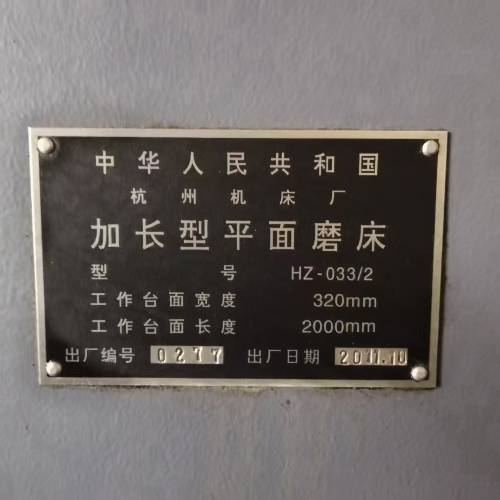 中华人民共和国
杭州机床厂
加长型平面磨床
型号 HZ-033/2
工作台面宽度 320mm
工作台面长度 2000mm
出厂编号 0277 出厂日期 2011.10